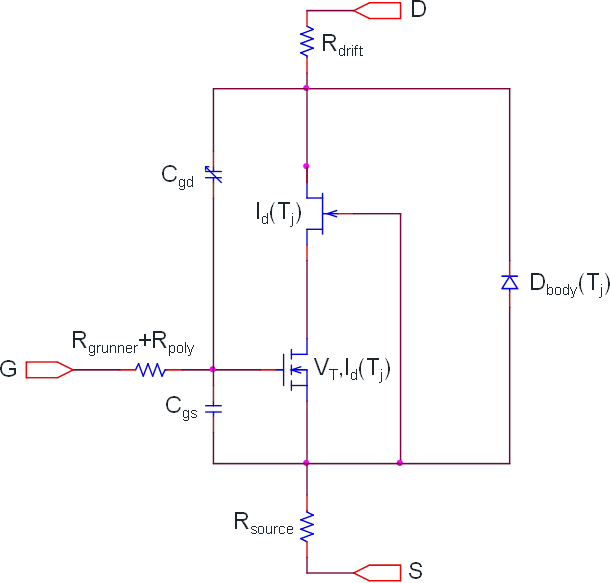 D
R_drift
C_gd
I_d(T_j)
D_body(T_j)
R_grunner+R_poly
G
V_T,I_d(T_j)
C_gs
R_source
S